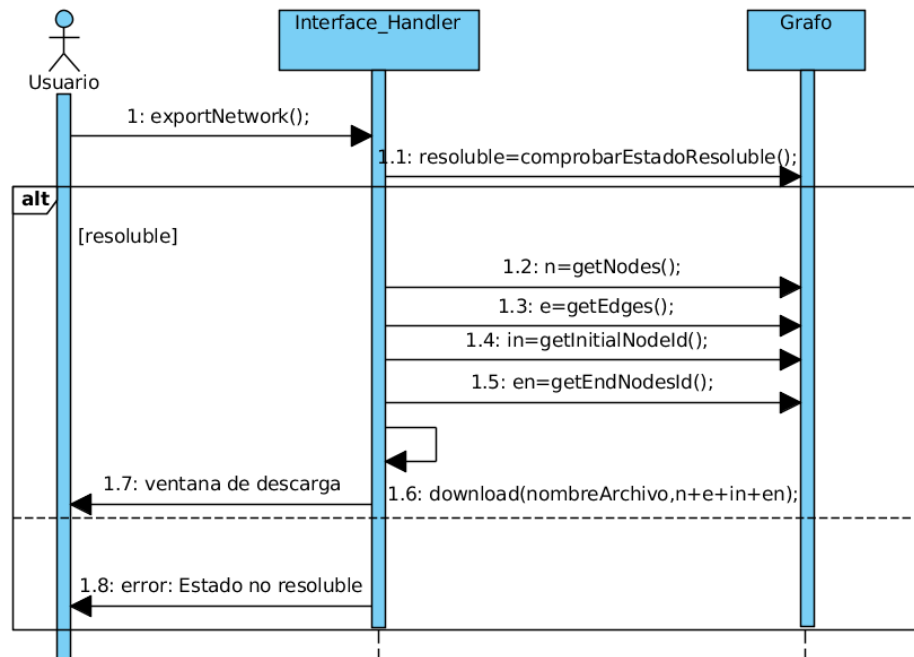 Interface_Handler
Grafo
Usuario
1: exportNetwork();
1.1: resoluble=comprobarEstadoResoluble();
alt
[resoluble]
1.2: n=getNodes();
1.3: e=getEdges();
1.4: in=getInitialNodeId();
1.5: en=getEndNodesId();
1.7: ventana de descarga
1.6: download(nombreArchivo,n+e+in+en);
1.8: error: Estado no resoluble